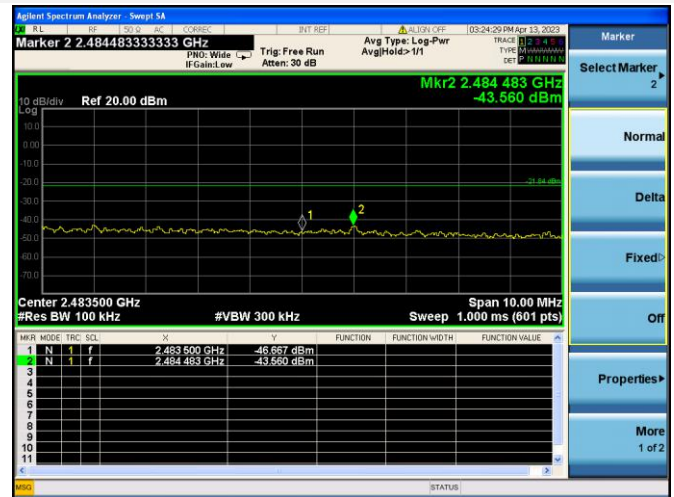 Agilent Spectrum Analyzer - Swept SA
RL RF 50 Ω AC CORREC INT REF ALIGN OFF 03:24:29 PM Apr 13, 2023
Marker 2 2.484483333333 GHz
PNO: Wide
IFGain:Low
Trig: Free Run
Atten: 30 dB
Avg Type: Log-Pwr
Avg|Hold:>1/1
TRACE 1 2 3 4 5 6
TYPE M
DET P N N N N N
Mkr2 2.484 483 GHz
-43.560 dBm
10 dB/div Ref 20.00 dBm
Log
10.0
0.00
-10.0
-20.0
-21.84 dBm
-30.0
-40.0
1
2
-50.0
-60.0
-70.0
Center 2.483500 GHz Span 10.00 MHz
#Res BW 100 kHz #VBW 300 kHz Sweep 1.000 ms (601 pts)
MKR MODE TRC SCL X Y FUNCTION FUNCTION WIDTH FUNCTION VALUE
1 N 1 f 2.483 500 GHz -46.667 dBm
2 N 1 f 2.484 483 GHz -43.560 dBm
3
4
5
6
7
8
9
10
11
MSG STATUS
Marker
Select Marker
2
Normal
Delta
Fixed
Off
Properties
More
1 of 2